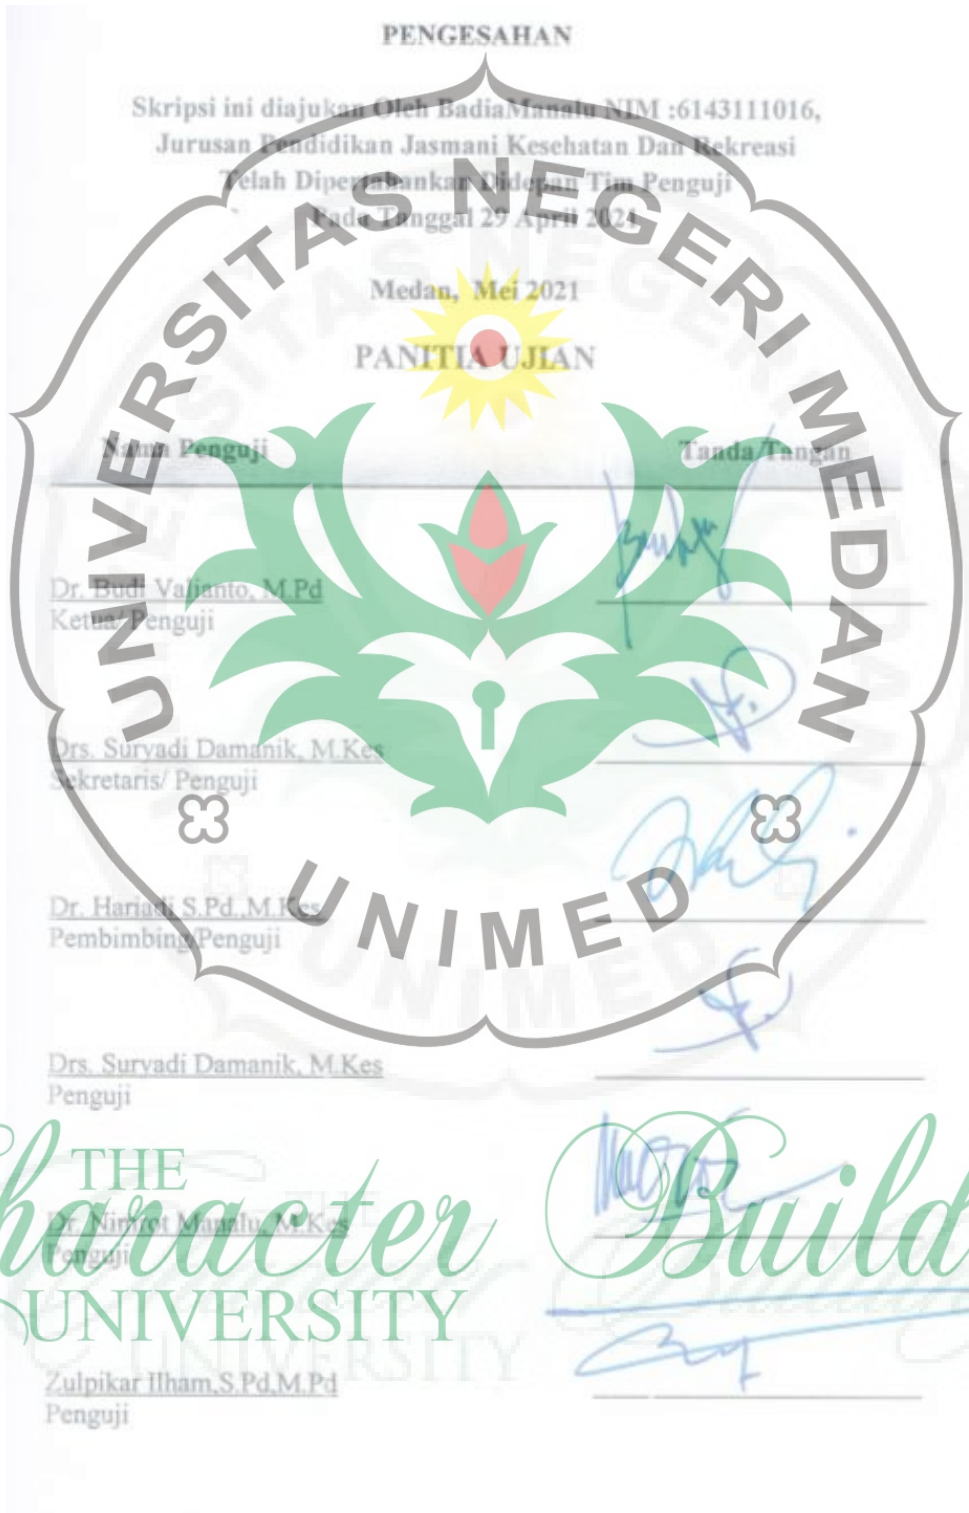 PENGESAHAN
Skripsi ini diajukan Oleh BadiaManalu NIM :6143111016,
Jurusan Pendidikan Jasmani Kesehatan Dan Rekreasi
Telah Dipertahankan Didepan Tim Penguji
Pada Tanggal 29 April 2021
Medan, Mei 2021
PANITIA UJIAN
Nama Penguji Tanda Tangan
Dr. Budi Valianto, M.Pd
Ketua/ Penguji
Drs. Suryadi Damanik, M.Kes
Sekretaris/ Penguji
Dr. Hariadi S.Pd.,M.Kes
Pembimbing/Penguji
Drs. Suryadi Damanik, M.Kes
Penguji
Dr. Nimrot Manalu, M.Kes
Penguji
Zulpikar Ilham,S.Pd,M.Pd
Penguji
UNIVERSITAS NEGERI MEDAN
UNIMED
THE
haracter Build
UNIVERSITY